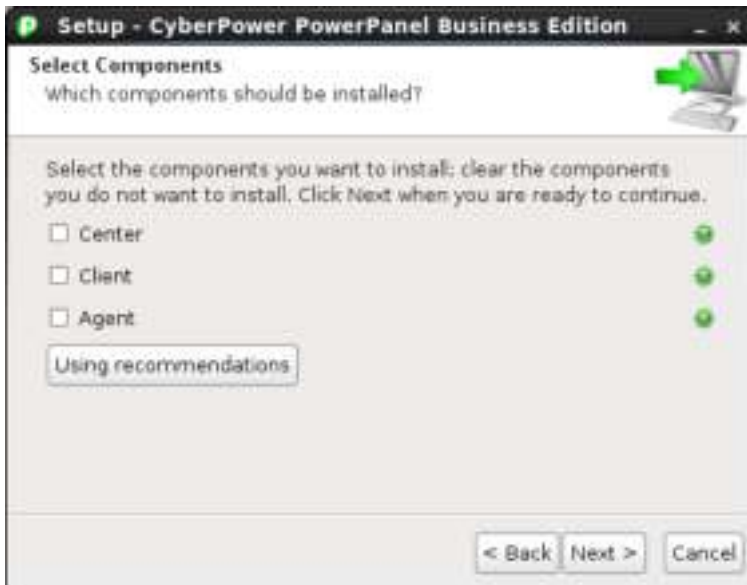 Setup - CyberPower PowerPanel Business Edition
Select Components
Which components should be installed?
Select the components you want to install; clear the components
you do not want to install. Click Next when you are ready to continue.
Center
Client
Agent
Using recommendations
< Back Next > Cancel